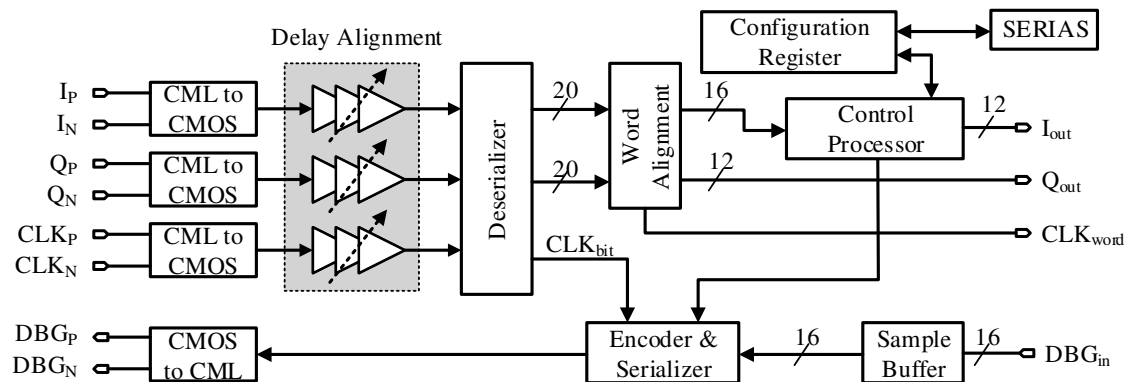 Delay Alignment
Configuration
Register
SERIAS
I_P
I_N
CML to
CMOS
20
16
12
Control
Processor
I_out
Q_P
Q_N
CML to
CMOS
Deserializer
20
Word
Alignment
12
Q_out
CLK_P
CLK_N
CML to
CMOS
CLK_bit
CLK_word
DBG_P
DBG_N
CMOS
to CML
Encoder &
Serializer
16
Sample
Buffer
16
DBG_in